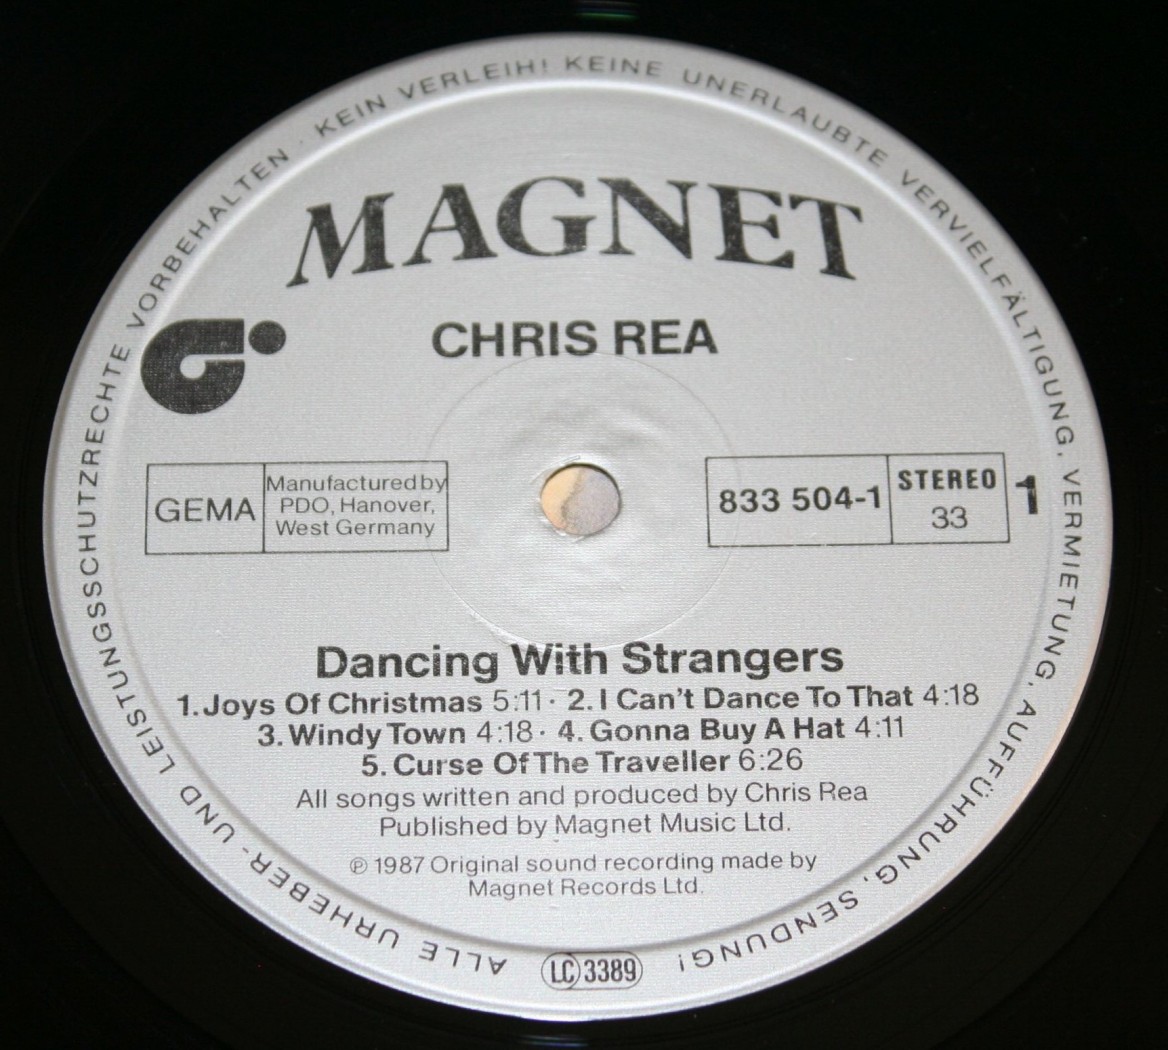 ALLE URHEBER- UND LEISTUNGSSCHUTZRECHTE VORBEHALTEN · KEIN VERLEIH! KEINE UNERLAUBTE VERVIELFÄLTIGUNG, VERMIETUNG, AUFFÜHRUNG, SENDUNG!
MAGNET
CHRIS REA
GEMA
Manufactured by
PDO, Hanover,
West Germany
833 504-1
STEREO
33
1
Dancing With Strangers
1. Joys Of Christmas 5:11 · 2. I Can't Dance To That 4:18
3. Windy Town 4:18 · 4. Gonna Buy A Hat 4:11
5. Curse Of The Traveller 6:26
All songs written and produced by Chris Rea
Published by Magnet Music Ltd.
℗ 1987 Original sound recording made by
Magnet Records Ltd.
LC 3389